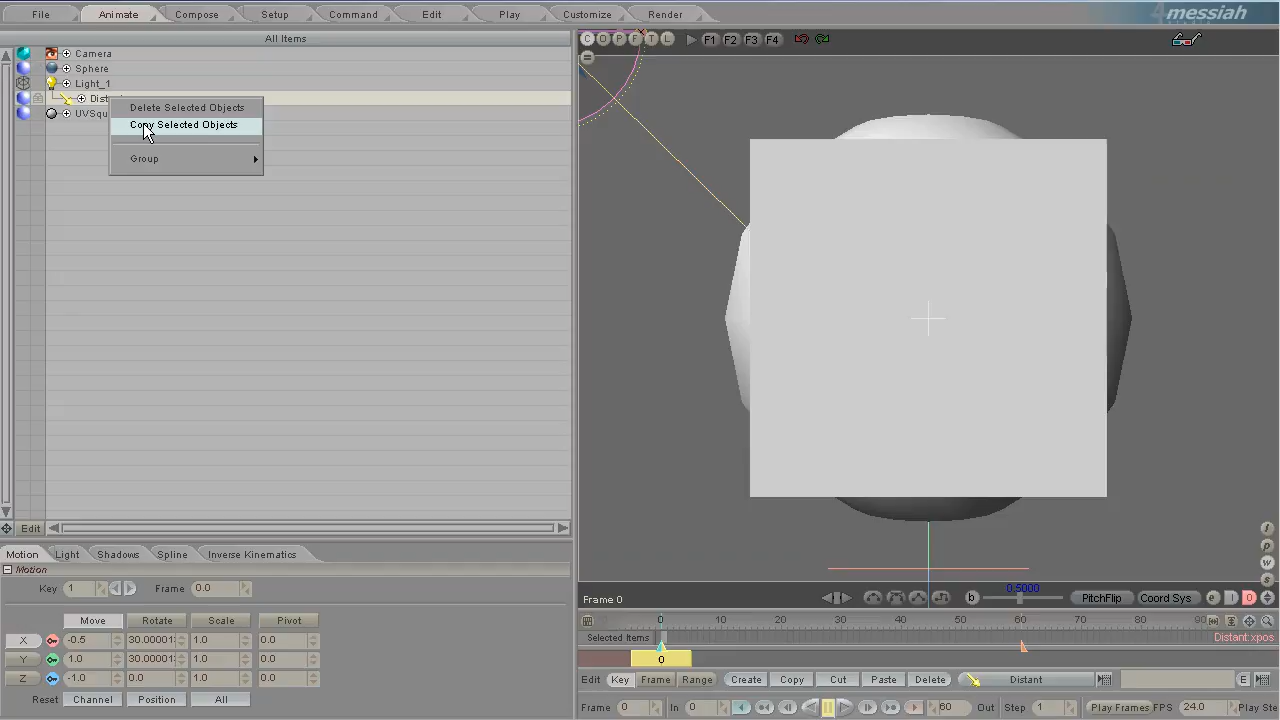 File Animate Compose Setup Command Edit Customize Render 4messiah
All Items
C O P F T L F1 F2 F3 F4
Camera
Sphere
Light_1
Dist
UVSqu
Delete Selected Objects
Copy Selected Objects
Group
Edit
Motion Light Shadows Spline Inverse Kinematics
Motion
Key 1 Frame 0.0
Move Rotate Scale Pivot
X -0.5 30.00001 1.0 0.0
Y 1.0 30.00001 1.0 0.0
Z -1.0 0.0 1.0 0.0
Reset Channel Position All
Frame 0
b 0.5000 PitchFlip Coord Sys
0 10 20 30 40 50 60 70 80 90
Selected Items Distant:xpos
0
Edit Key Frame Range Create Copy Cut Paste Delete Distant E
Frame 0 In 0 60 Out Step 1 Play Frames FPS 24.0 Play Ste